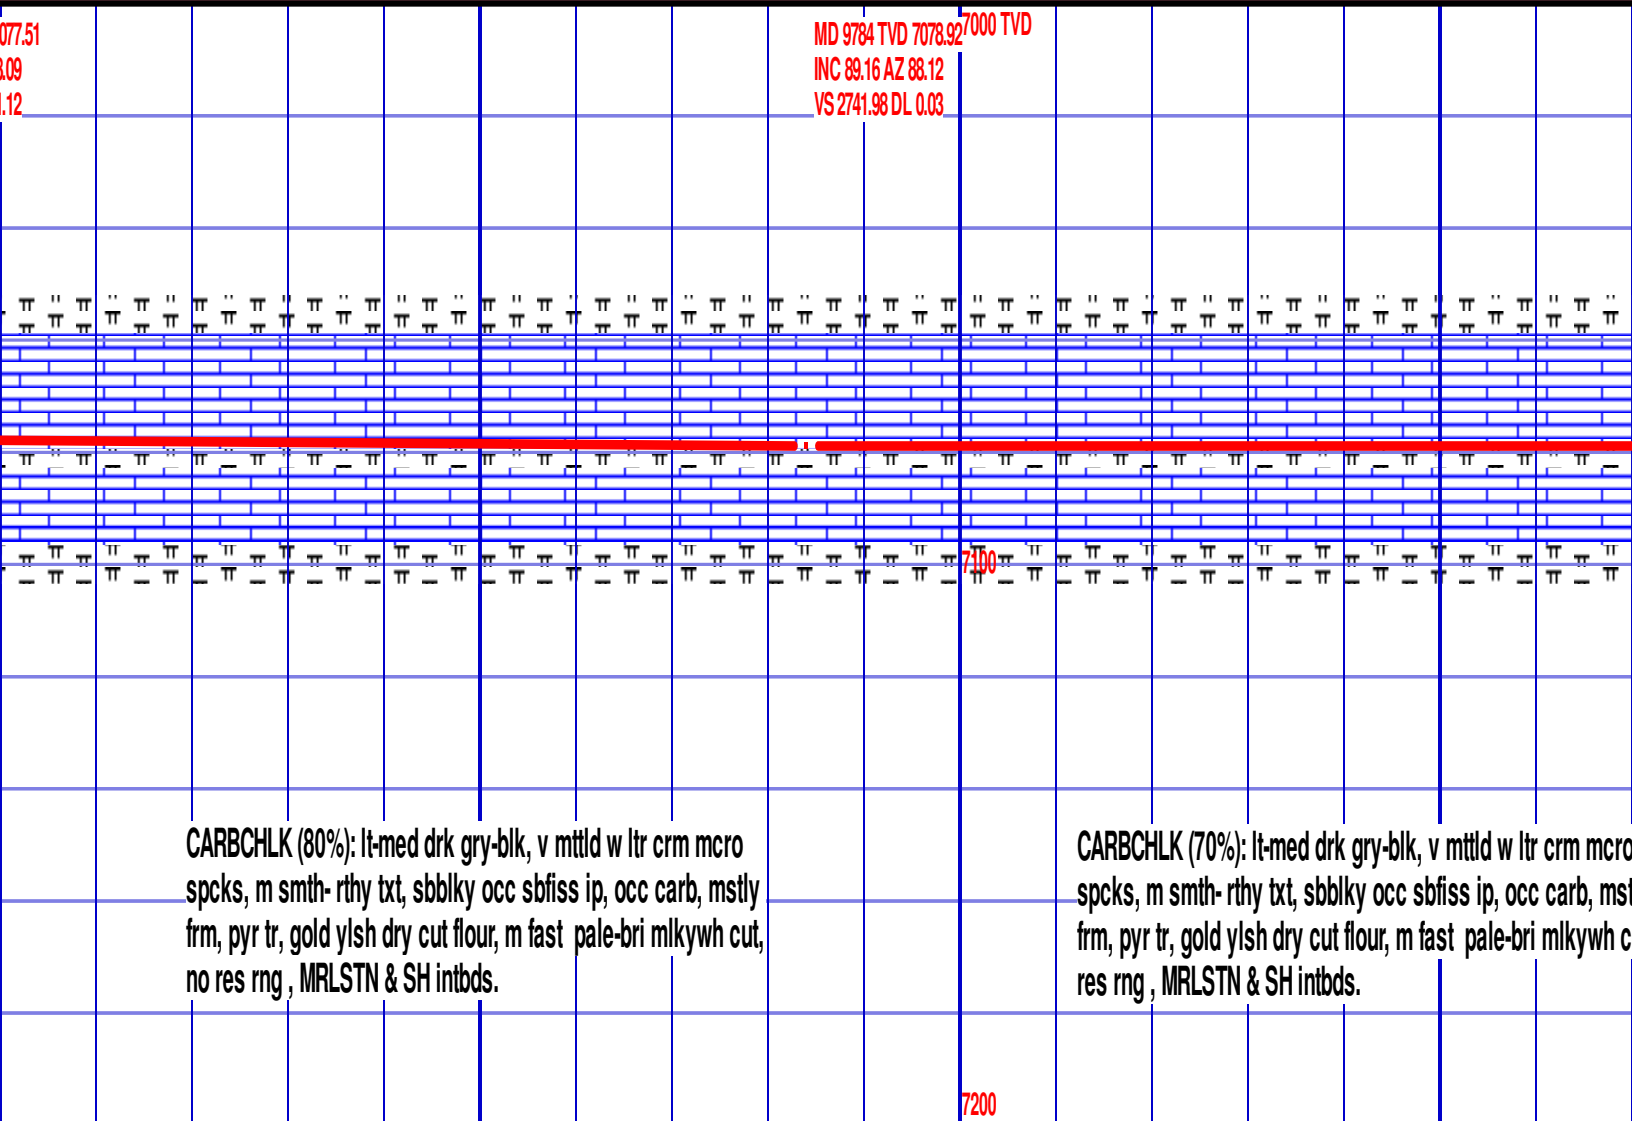 077.51
3.09
.12
MD 9784 TVD 7078.92
INC 89.16 AZ 88.12
VS 2741.98 DL 0.03
7000 TVD
7100
CARBCHLK (80%): lt-med drk gry-blk, v mttld w ltr crm mcro
spcks, m smth- rthy txt, sbblky occ sbfiss ip, occ carb, mstly
frm, pyr tr, gold ylsh dry cut flour, m fast pale-bri mlkywh cut,
no res rng , MRLSTN & SH intbds.
CARBCHLK (70%): lt-med drk gry-blk, v mttld w ltr crm mcro
spcks, m smth- rthy txt, sbblky occ sbfiss ip, occ carb, mst
frm, pyr tr, gold ylsh dry cut flour, m fast pale-bri mlkywh c
res rng , MRLSTN & SH intbds.
7200